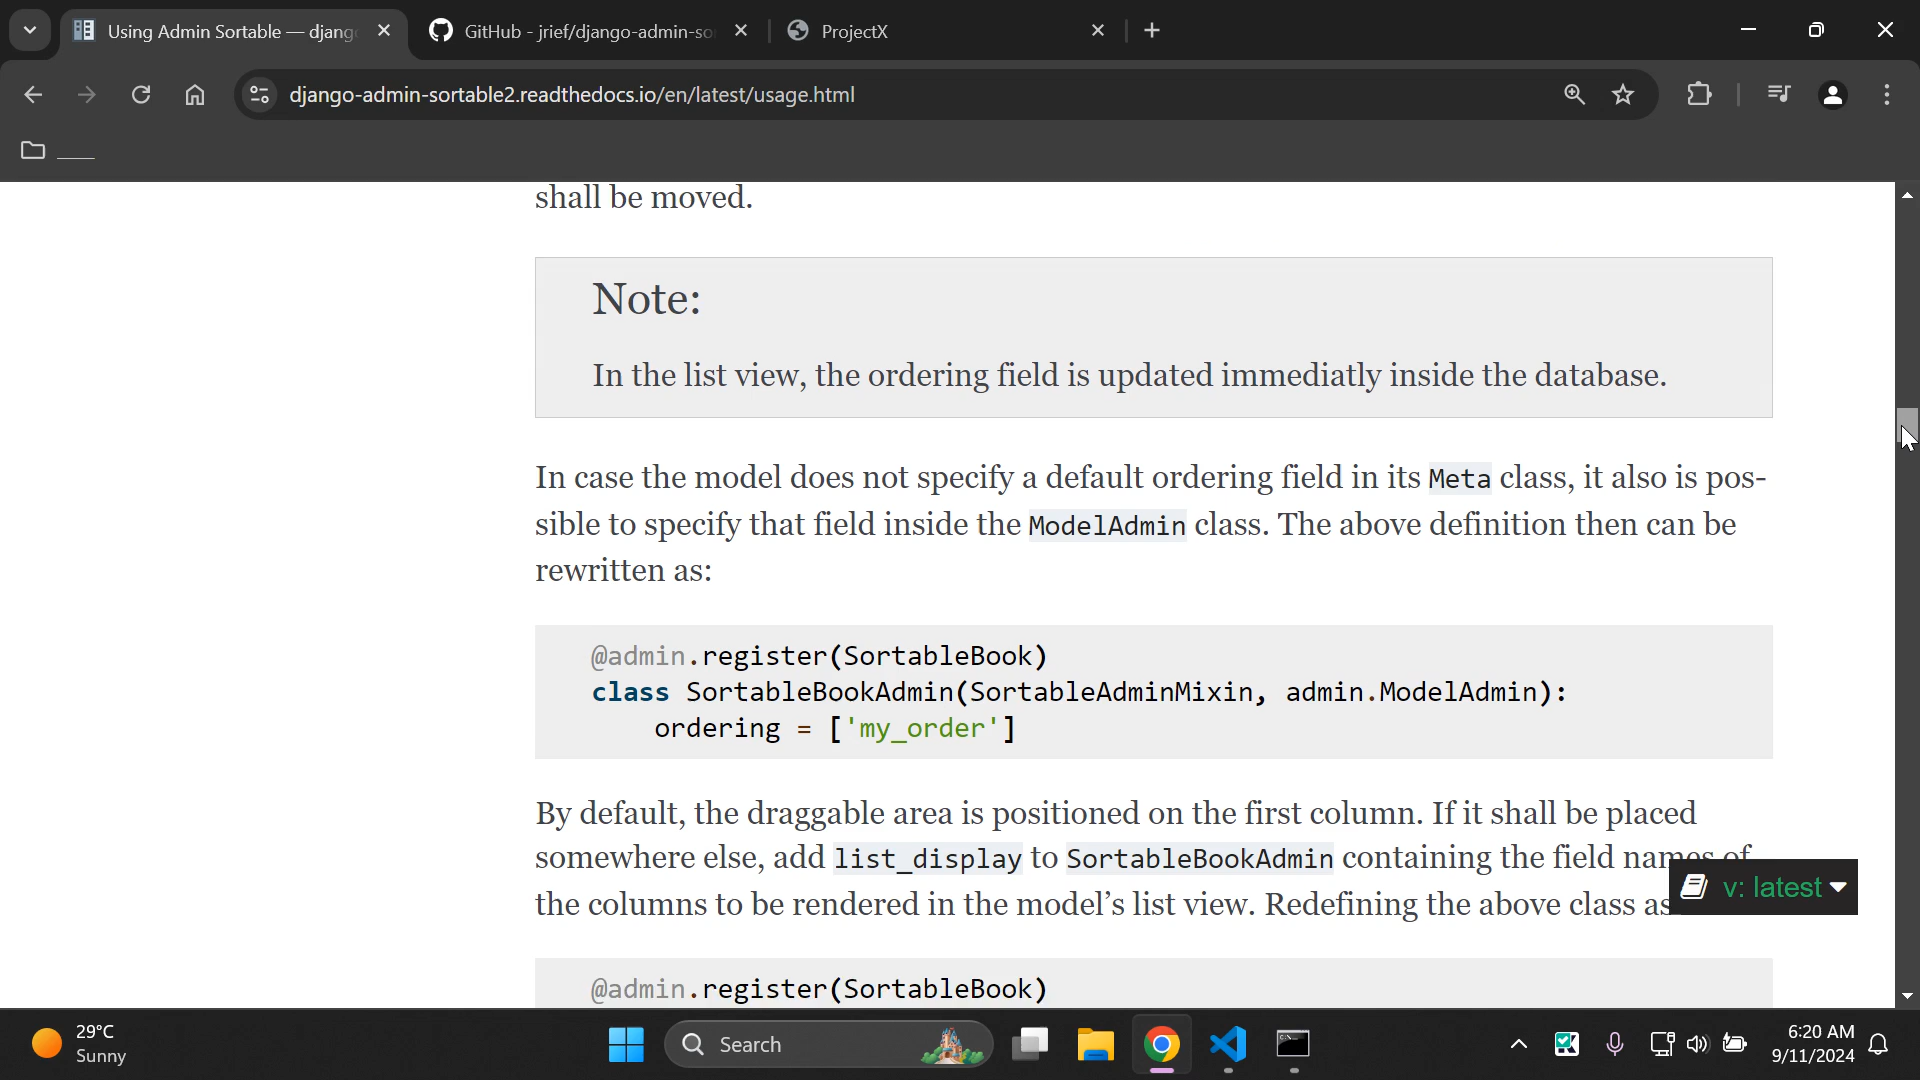 Using Admin Sortable — djang
GitHub - jrief/django-admin-so
ProjectX
django-admin-sortable2.readthedocs.io/en/latest/usage.html
___
shall be moved.
Note:
In the list view, the ordering field is updated immediatly inside the database.
In case the model does not specify a default ordering field in its Meta class, it also is pos-
sible to specify that field inside the ModelAdmin class. The above definition then can be
rewritten as:
@admin.register(SortableBook)
class SortableBookAdmin(SortableAdminMixin, admin.ModelAdmin):
ordering = ['my_order']
By default, the draggable area is positioned on the first column. If it shall be placed
somewhere else, add list_display to SortableBookAdmin containing the field names of
the columns to be rendered in the model’s list view. Redefining the above class as
v: latest
@admin.register(SortableBook)
29°C
Sunny
Search
6:20 AM
9/11/2024